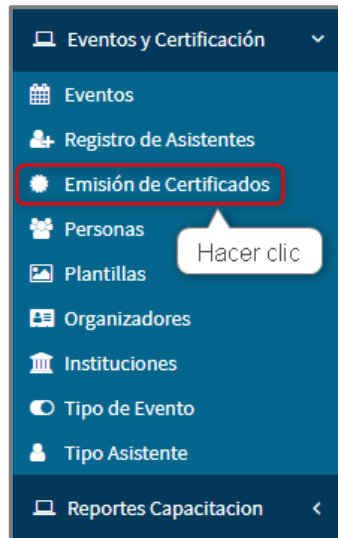 Eventos y Certificación
Eventos
Registro de Asistentes
Emisión de Certificados
Personas
Hacer clic
Plantillas
Organizadores
Instituciones
Tipo de Evento
Tipo Asistente
Reportes Capacitacion